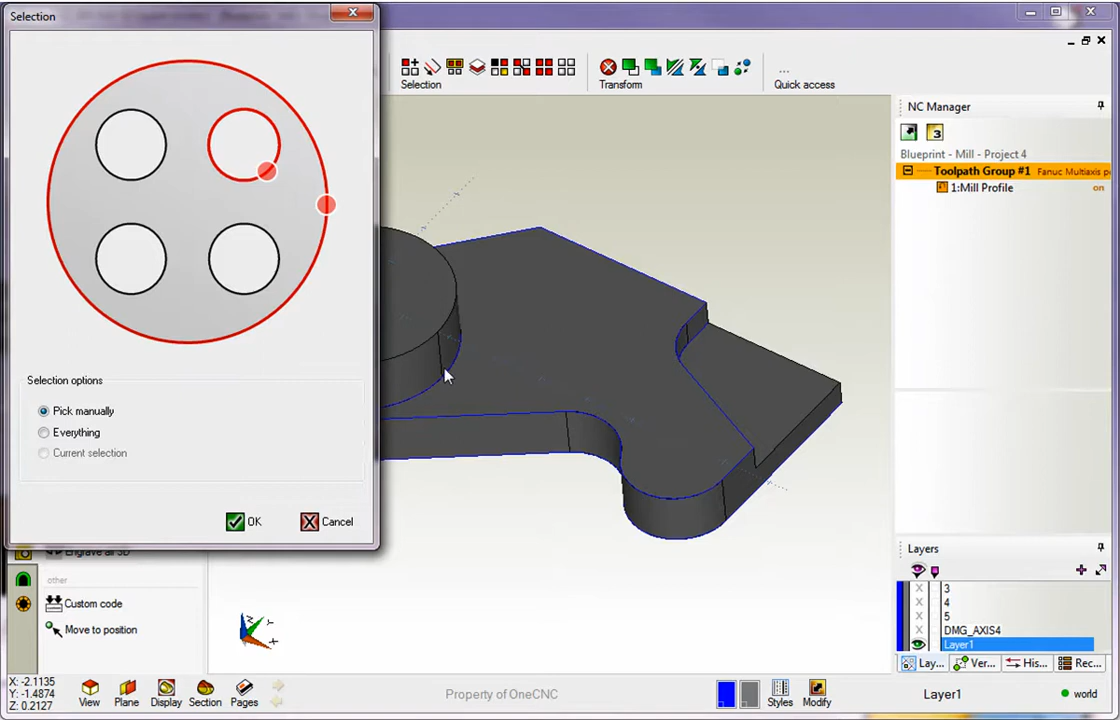 Selection
Selection
Transform
...
Quick access
NC Manager
3
Blueprint - Mill - Project 4
Toolpath Group #1 Fanuc Multiaxis p
1:Mill Profile on
Selection options
Pick manually
Everything
Current selection
OK
Cancel
Engrave all 3D
other
Custom code
Move to position
Layers
3
4
5
DMG_AXIS4
Layer1
Lay...
Ver...
His...
Rec...
X: -2.1135
Y: -1.4874
Z: 0.2127
View
Plane
Display
Section
Pages
Property of OneCNC
Styles
Modify
Layer1
world